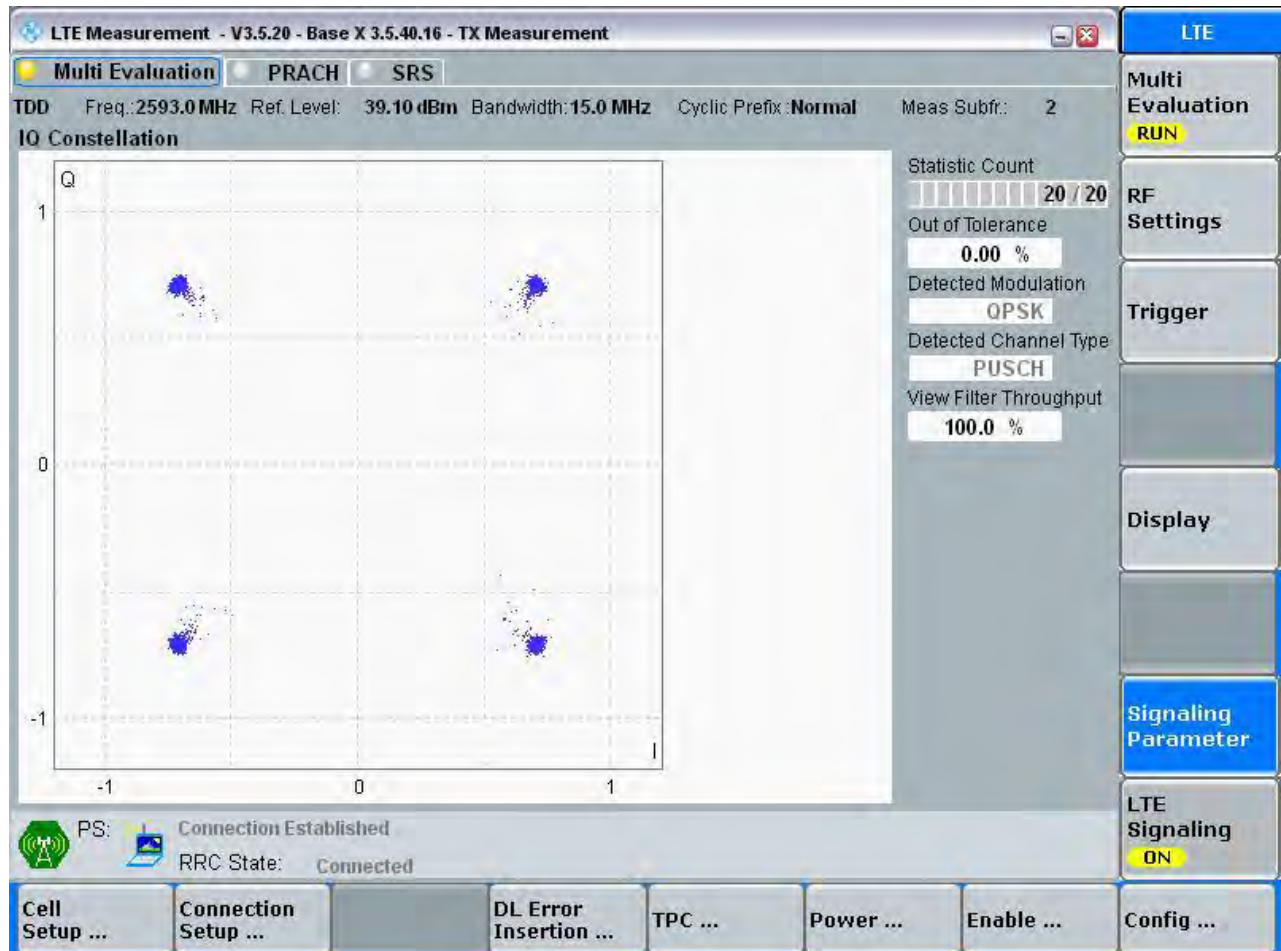 LTE Measurement - V3.5.20 - Base X 3.5.40.16 - TX Measurement
LTE
Multi Evaluation PRACH SRS
TDD Freq.:2593.0 MHz Ref. Level: 39.10 dBm Bandwidth:15.0 MHz Cyclic Prefix :Normal Meas Subfr.: 2
IQ Constellation
Q
1
0
-1
-1 0 1
I
Statistic Count
20 / 20
Out of Tolerance
0.00 %
Detected Modulation
QPSK
Detected Channel Type
PUSCH
View Filter Throughput
100.0 %
Multi
Evaluation
RUN
RF
Settings
Trigger
Display
Signaling
Parameter
LTE
Signaling
ON
PS: Connection Established
RRC State: Connected
Cell
Setup ...
Connection
Setup ...
DL Error
Insertion ...
TPC ...
Power ...
Enable ...
Config ...